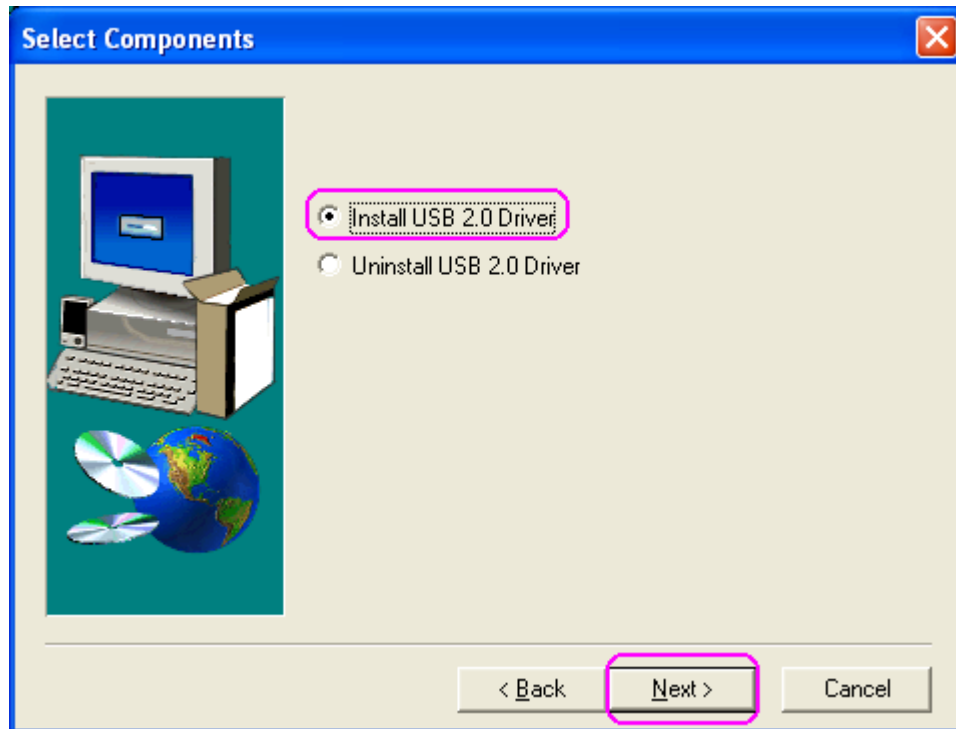 Select Components
Install USB 2.0 Driver
Uninstall USB 2.0 Driver
< Back Next > Cancel